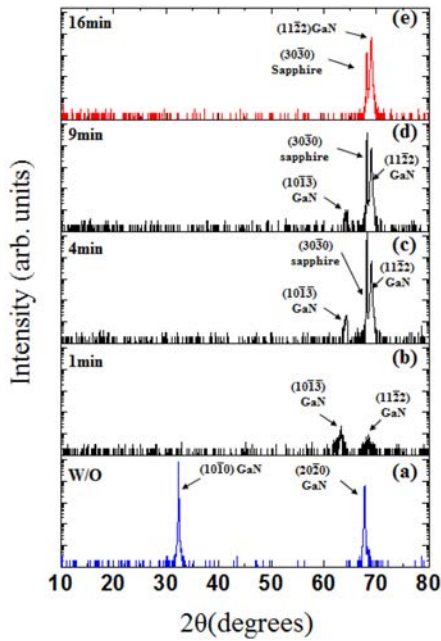 16min
(e)
(112̄2)GaN
(303̄0)
Sapphire
9min
(d)
(303̄0)
sapphire
(101̄3̄)
GaN
(112̄2)
GaN
4min
(c)
(303̄0)
sapphire
(112̄2)
GaN
(101̄3̄)
GaN
1min
(b)
(101̄3̄)
GaN
(112̄2)
GaN
W/O
(a)
(101̄0) GaN
(202̄0)
GaN
10 20 30 40 50 60 70 80
2θ(degrees)
Intensity (arb. units)